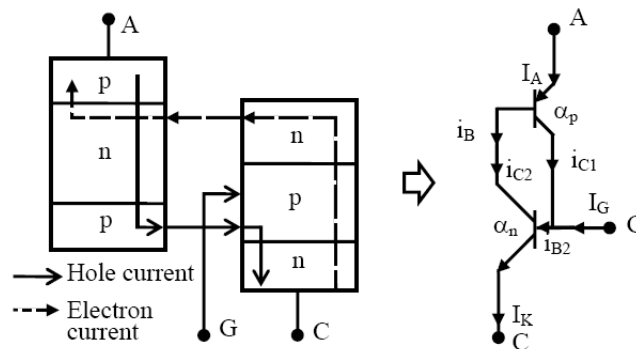 A
p
n
p
n
p
n
Hole current
Electron
current
G
C
A
I_A
α_p
i_B
i_C2
i_C1
I_G
G
α_n
i_B2
I_K
C